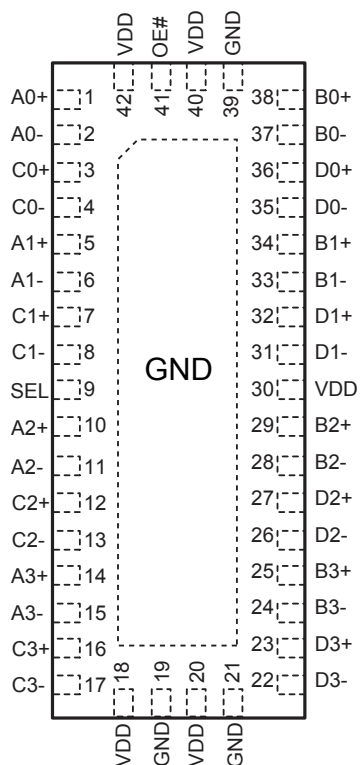 VDD OE# VDD GND
42 41 40 39
A0+ 1 38 B0+
A0- 2 37 B0-
C0+ 3 36 D0+
C0- 4 35 D0-
A1+ 5 34 B1+
A1- 6 33 B1-
C1+ 7 32 D1+
C1- 8 31 D1-
GND
SEL 9 30 VDD
A2+ 10 29 B2+
A2- 11 28 B2-
C2+ 12 27 D2+
C2- 13 26 D2-
A3+ 14 25 B3+
A3- 15 24 B3-
C3+ 16 23 D3+
C3- 17 22 D3-
18 19 20 21
VDD GND VDD GND